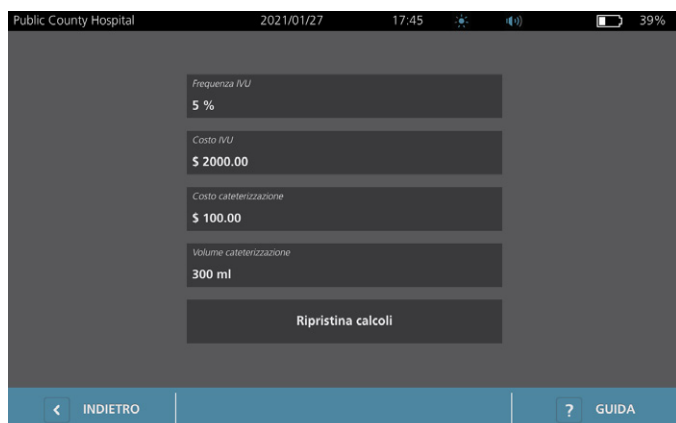 Public County Hospital 2021/01/27 17:45 39%
Frequenza IVU
5 %
Costo IVU
$ 2000.00
Costo cateterizzazione
$ 100.00
Volume cateterizzazione
300 ml
Ripristina calcoli
< INDIETRO ? GUIDA